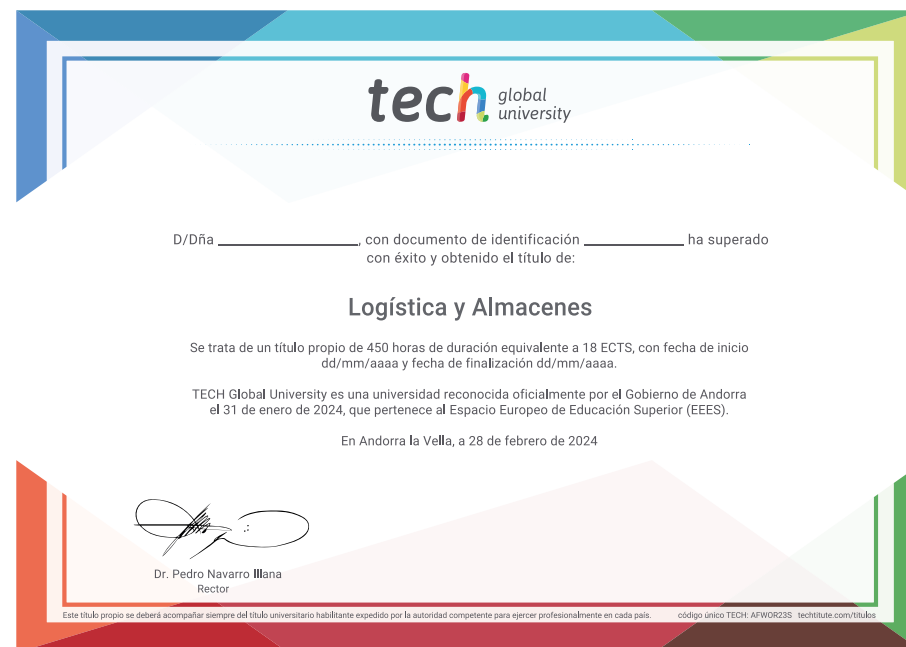 tech global university
D/Dña ____________________, con documento de identificación ______________ ha superado
con éxito y obtenido el título de:
Logística y Almacenes
Se trata de un título propio de 450 horas de duración equivalente a 18 ECTS, con fecha de inicio
dd/mm/aaaa y fecha de finalización dd/mm/aaaa.
TECH Global University es una universidad reconocida oficialmente por el Gobierno de Andorra
el 31 de enero de 2024, que pertenece al Espacio Europeo de Educación Superior (EEES).
En Andorra la Vella, a 28 de febrero de 2024
Dr. Pedro Navarro Illana
Rector
Este título propio se deberá acompañar siempre del título universitario habilitante expedido por la autoridad competente para ejercer profesionalmente en cada país. código único TECH: AFWOR23S techtitute.com/titulos